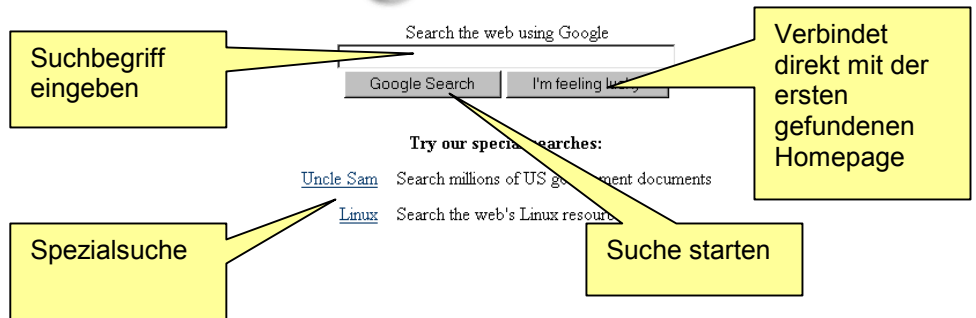 Search the web using Google
Suchbegriff
eingeben
Google Search
I'm feeling
Verbindet
direkt mit der
ersten
gefundenen
Homepage
Try our special searches:
Uncle Sam Search millions of US government documents
Linux Search the web's Linux
Spezialsuche
Suche starten